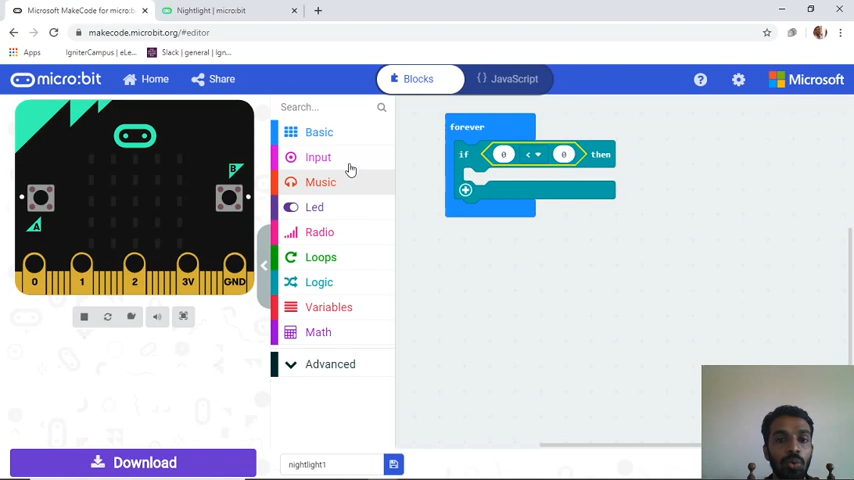 Microsoft MakeCode for micro:bit
Nightlight | micro:bit
makecode.microbit.org/#editor
Apps
IgniterCampus | eLe...
Slack | general | Ign...
micro:bit
Home
Share
Blocks
{} JavaScript
?
Microsoft
Search...
Basic
Input
Music
Led
Radio
Loops
Logic
Variables
Math
Advanced
A
B
0
1
2
3V
GND
forever
if
0
<
0
then
Download
nightlight1